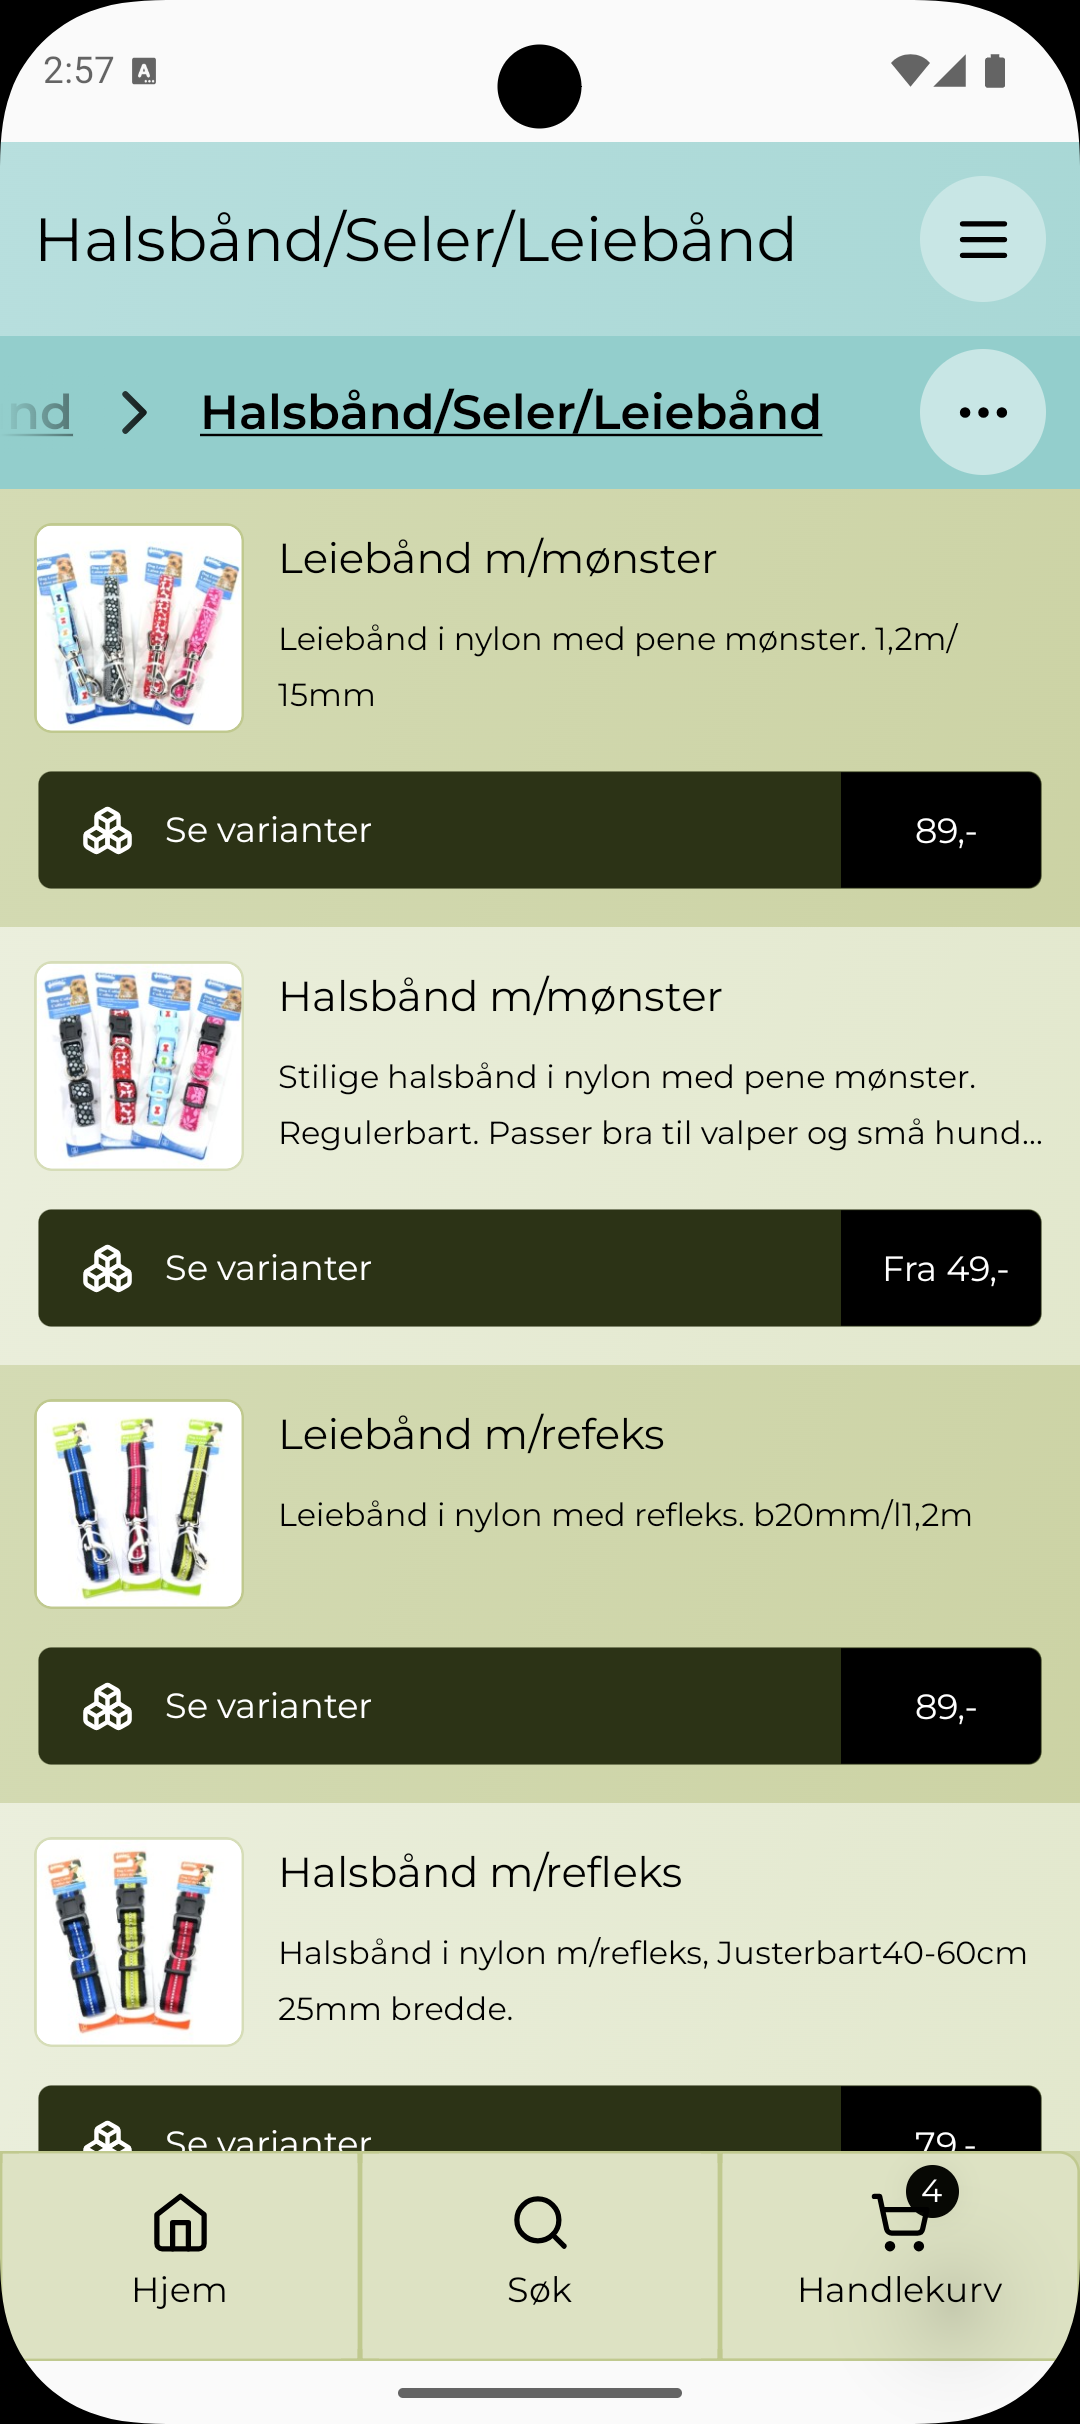 2:57
Halsbånd/Seler/Leiebånd
nd > Halsbånd/Seler/Leiebånd
Leiebånd m/mønster
Leiebånd i nylon med pene mønster. 1,2m/
15mm
Se varianter 89,-
Halsbånd m/mønster
Stilige halsbånd i nylon med pene mønster.
Regulerbart. Passer bra til valper og små hund...
Se varianter Fra 49,-
Leiebånd m/refeks
Leiebånd i nylon med refleks. b20mm/l1,2m
Se varianter 89,-
Halsbånd m/refleks
Halsbånd i nylon m/refleks, Justerbart40-60cm
25mm bredde.
Se varianter 79,-
4
Hjem Søk Handlekurv